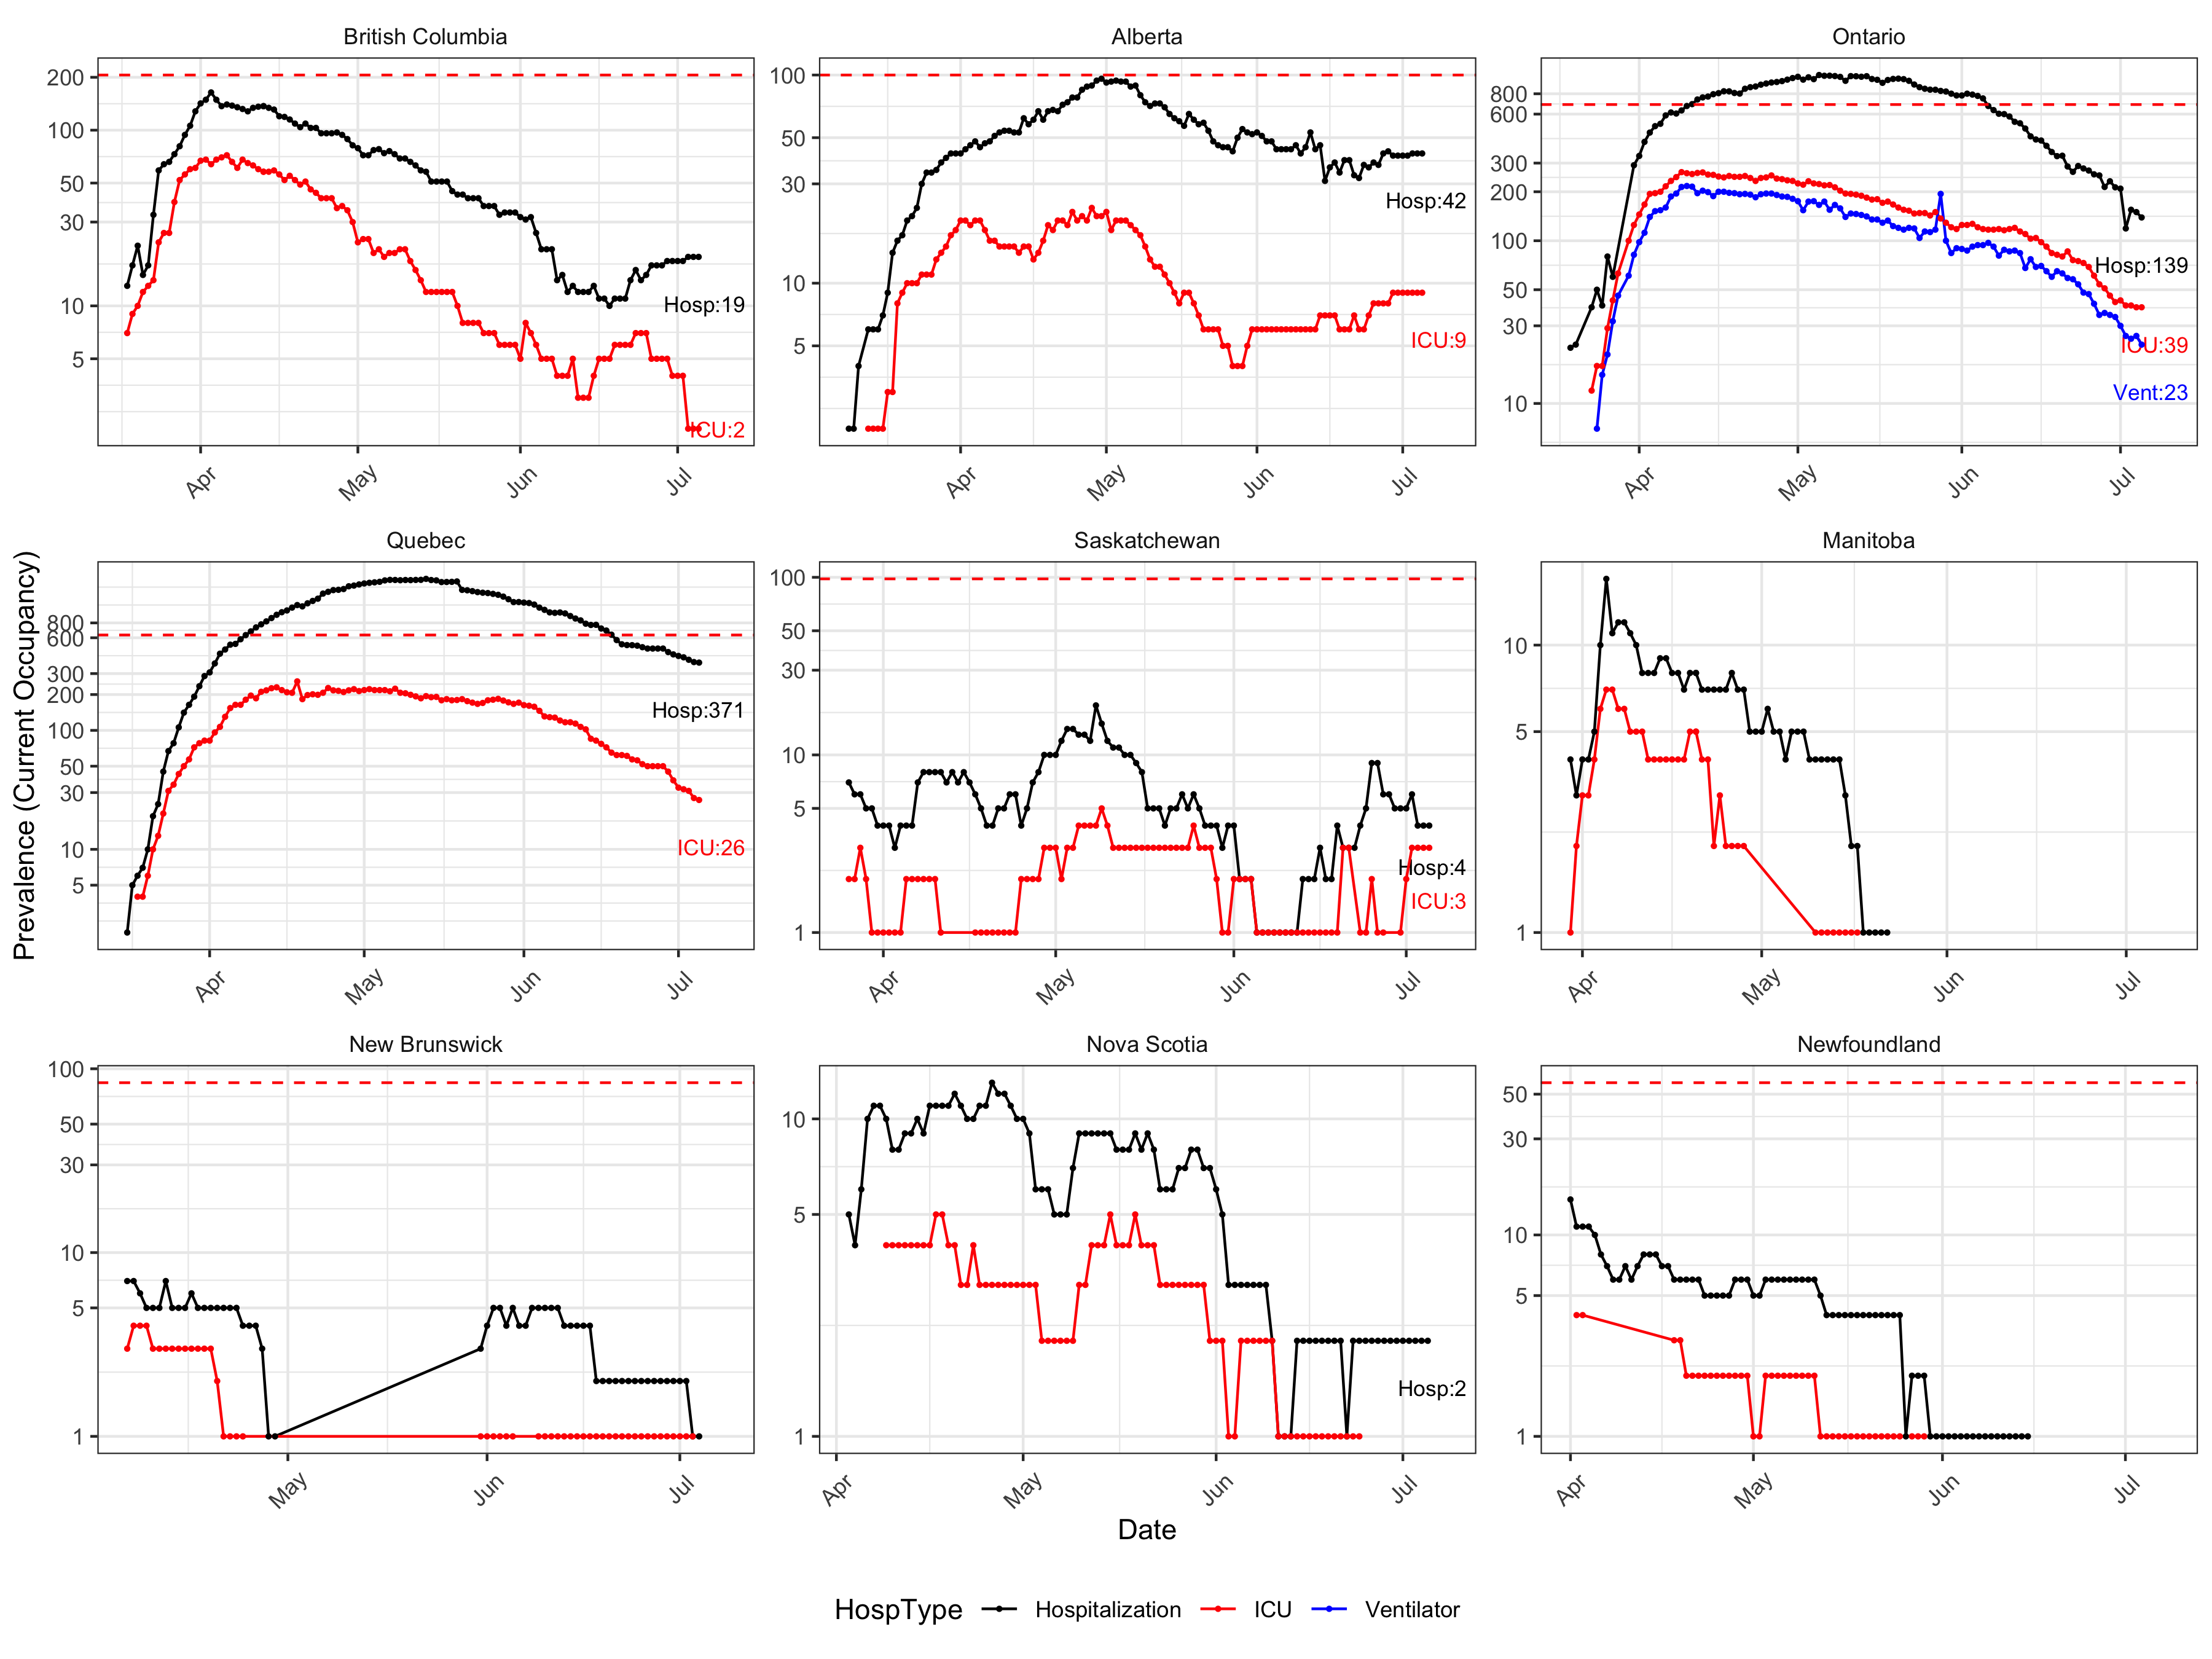 British Columbia
200
100
50
30
10
5
Hosp:19
ICU:2
Apr
May
Jun
Jul
Alberta
100
50
30
10
5
Hosp:42
ICU:9
Apr
May
Jun
Jul
Ontario
800
600
300
200
100
50
30
10
Hosp:139
ICU:39
Vent:23
Apr
May
Jun
Jul
Prevalence (Current Occupancy)
Quebec
800
600
300
200
100
50
30
10
5
Hosp:371
ICU:26
Apr
May
Jun
Jul
Saskatchewan
100
50
30
10
5
1
Hosp:4
ICU:3
Apr
May
Jun
Jul
Manitoba
10
5
1
Apr
May
Jun
Jul
New Brunswick
100
50
30
10
5
1
May
Jun
Jul
Nova Scotia
10
5
1
Hosp:2
Apr
May
Jun
Jul
Newfoundland
50
30
10
5
1
Apr
May
Jun
Jul
Date
HospType Hospitalization ICU Ventilator